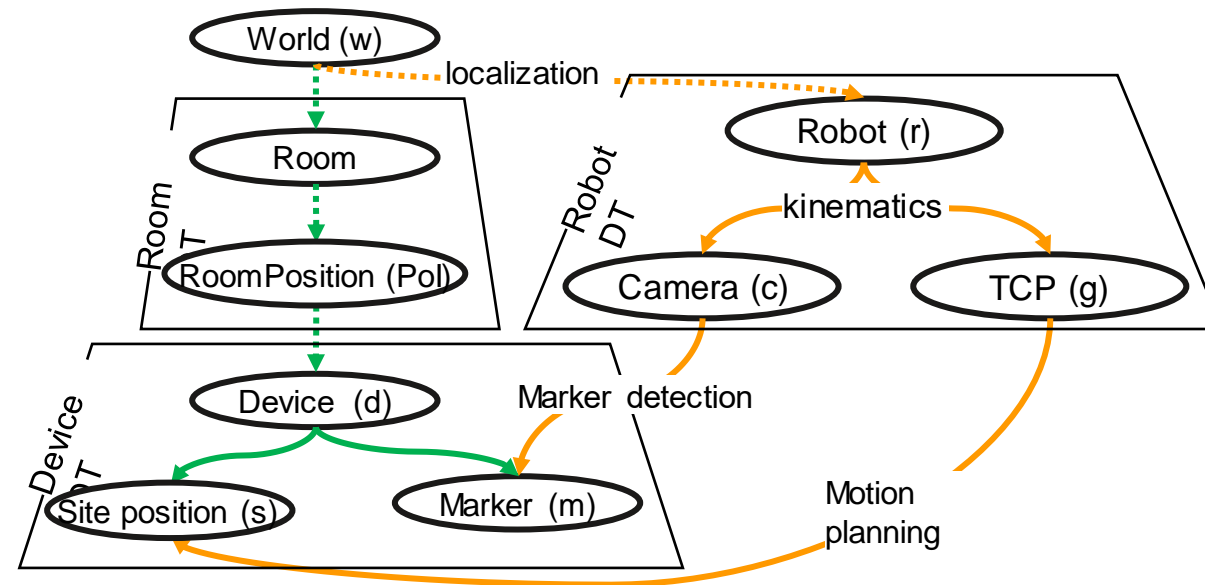 World (w)
localization
Robot (r)
Room
kinematics
Room
Robot
DT
RoomPosition (PoI)
Camera (c)
TCP (g)
Device (d)
Marker detection
Device
Site position (s)
Marker (m)
Motion
planning